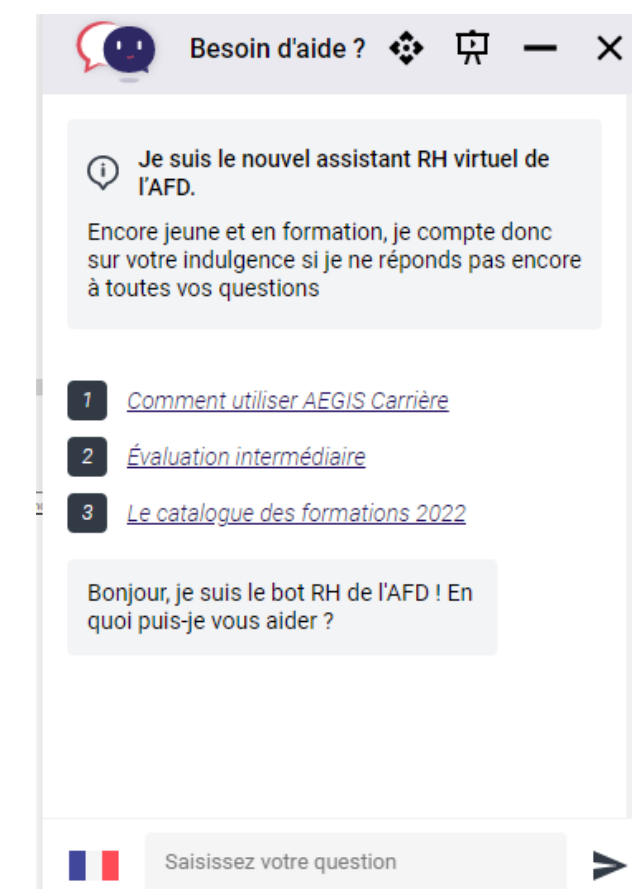 Besoin d'aide ?
Je suis le nouvel assistant RH virtuel de
l'AFD.
Encore jeune et en formation, je compte donc
sur votre indulgence si je ne réponds pas encore
à toutes vos questions
1 Comment utiliser AEGIS Carrière
2 Évaluation intermédiaire
3 Le catalogue des formations 2022
Bonjour, je suis le bot RH de l'AFD ! En
quoi puis-je vous aider ?
Saisissez votre question